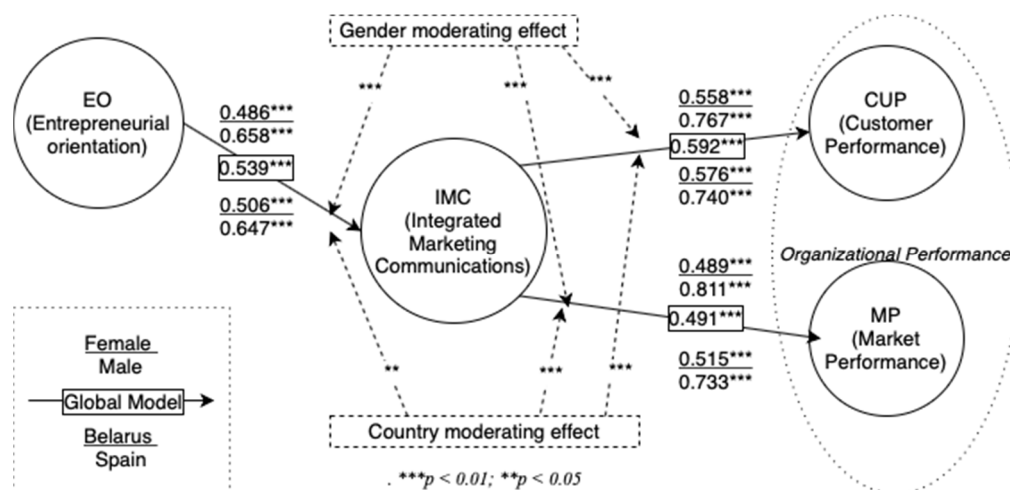 Gender moderating effect
EO
(Entrepreneurial
orientation)
0.486***
0.658***
0.539***
0.506***
0.647***
***
***
***
IMC
(Integrated
Marketing
Communications)
0.558***
0.767***
0.592***
0.576***
0.740***
CUP
(Customer
Performance)
Organizational Performance
0.489***
0.811***
0.491***
0.515***
0.733***
MP
(Market
Performance)
**
***
***
Country moderating effect
Female
Male
Global Model
Belarus
Spain
. ***p < 0.01; **p < 0.05